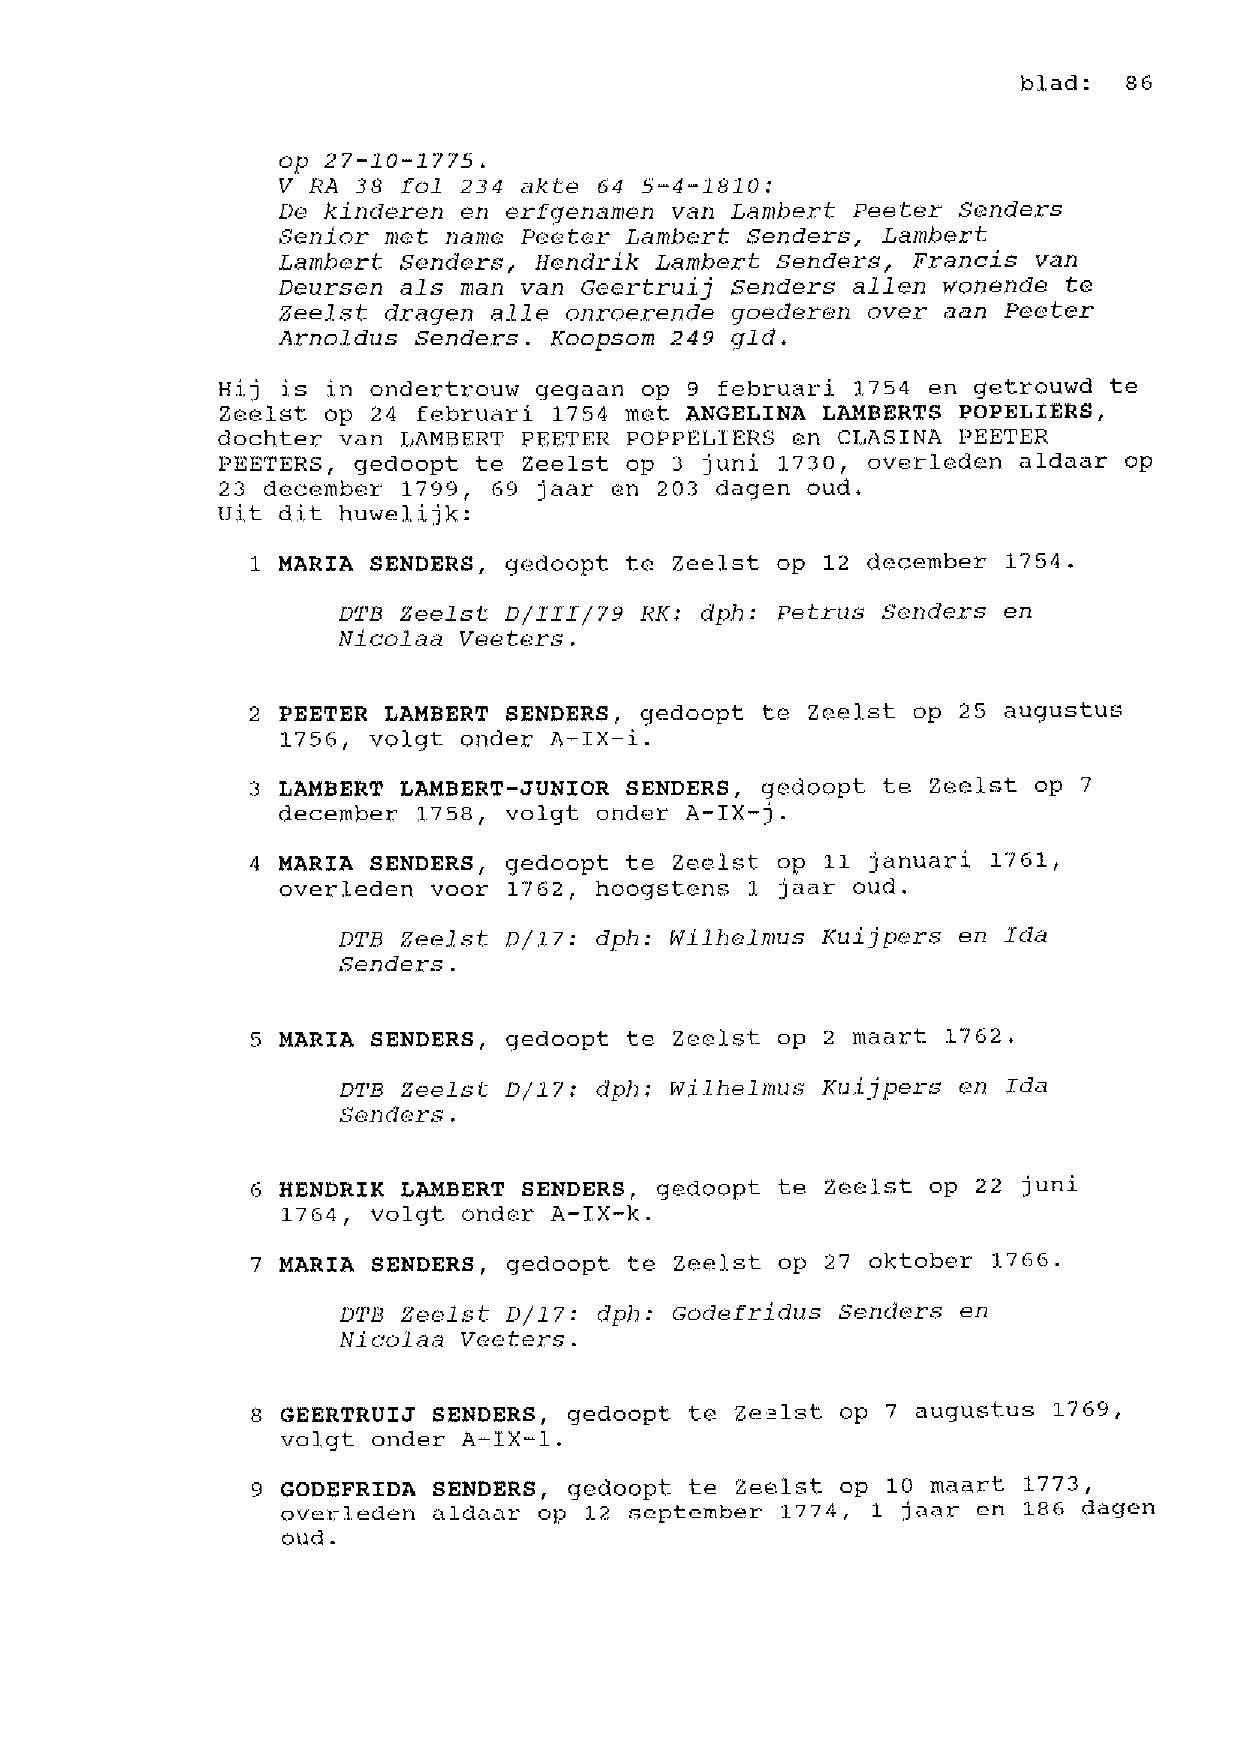 blad: 86
op 27-10-1775.
V RA 38 fol 234 akte 64 5-4-1810:
De kinderen en erfgenamen van Lambert Peeter Senders
Senior met name Peeter Lambert Senders, Lambert
Lambert Senders, Hendrik Lambert Senders, Francis van
Deursen als man van Geertruij Senders allen wonende te
Zeelst dragen alle onroerende goederen over aan Peeter
Arnoldus Senders. Koopsom 249 gld.
Hij is in ondertrouw gegaan op 9 februari 1754 en getrouwd te
Zeelst op 24 februari 1754 met ANGELINA LAMBERTS POPELIERS,
dochter van LAMBERT PEETER POPPELIERS en CLASINA PEETER
PEETERS, gedoopt te Zeelst op 3 juni 1730, overleden aldaar op
23 december 1799, 69 jaar en 203 dagen oud.
Uit dit huwelijk:
1 MARIA SENDERS, gedoopt te Zeelst op 12 december 1754.
DTB Zeelst D/III/79 RK: dph: Petrus Senders en
Nicolaa Veeters.
2 PEETER LAMBERT SENDERS, gedoopt te Zeelst op 25 augustus
1756, volgt onder A-IX-i.
3 LAMBERT LAMBERT-JUNIOR SENDERS, gedoopt te Zeelst op 7
december 1758, volgt onder A-IX-j.
4 MARIA SENDERS, gedoopt te Zeelst op 11 januari 1761,
overleden voor 1762, hoogstens 1 jaar oud.
DTB Zeelst D/17: dph: Wilhelmus Kuijpers en Ida
Senders.
5 MARIA SENDERS, gedoopt te Zeelst op 2 maart 1762.
DTB Zeelst D/17: dph: Wilhelmus Kuijpers en Ida
Senders.
6 HENDRIK LAMBERT SENDERS, gedoopt te Zeelst op 22 juni
1764, volgt onder A-IX-k.
7 MARIA SENDERS, gedoopt te Zeelst op 27 oktober 1766.
DTB Zeelst D/17: dph: Godefridus Senders en
Nicolaa Veeters.
8 GEERTRUIJ SENDERS, gedoopt te Zeelst op 7 augustus 1769,
volgt onder A-IX-l.
9 GODEFRIDA SENDERS, gedoopt te Zeelst op 10 maart 1773,
overleden aldaar op 12 september 1774, 1 jaar en 186 dagen
oud.